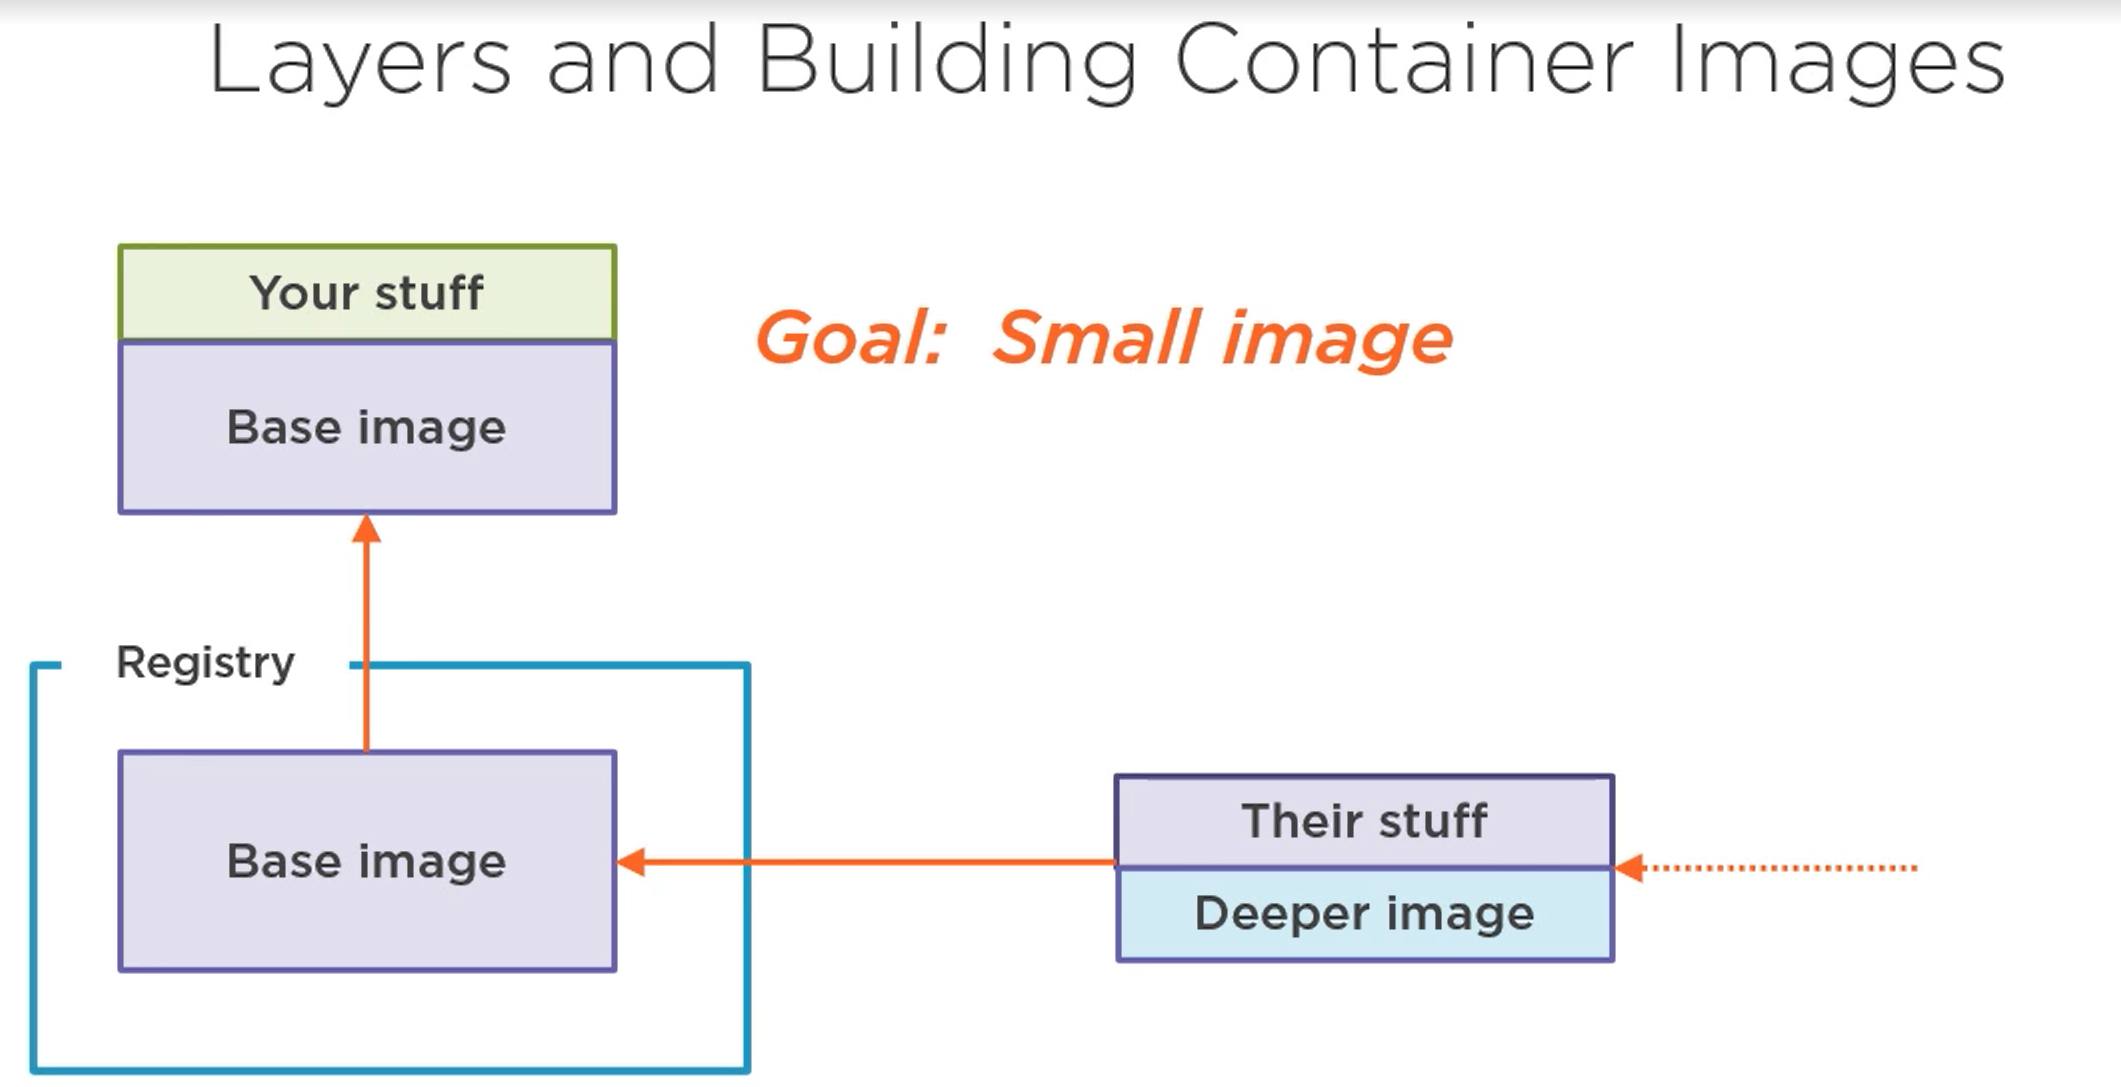 Layers and Building Container Images
Your stuff
Goal: Small image
Base image
Registry
Base image
Their stuff
Deeper image